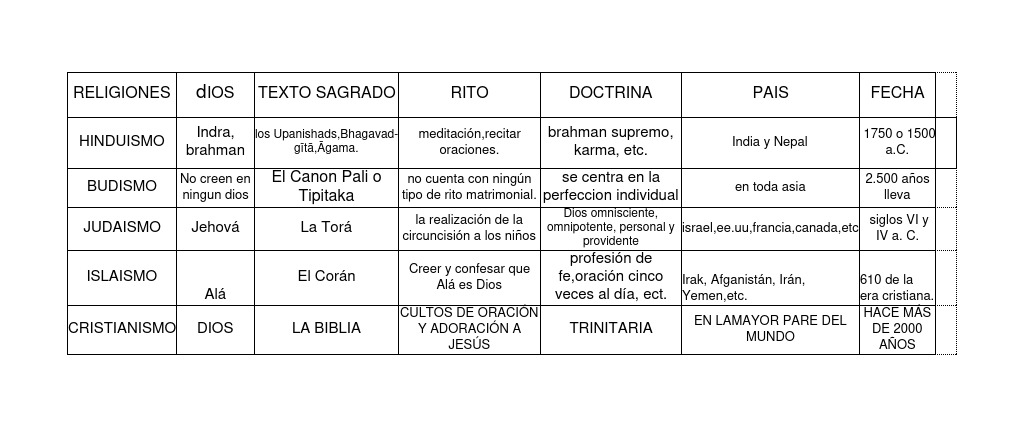 RELIGIONES dIOS TEXTO SAGRADO RITO DOCTRINA PAIS FECHA
HINDUISMO
Indra,
brahman
los Upanishads,Bhagavad-
gītā,Āgama.
meditación,recitar
oraciones.
brahman supremo,
karma, etc.
India y Nepal
1750 o 1500
a.C.
BUDISMO
No creen en
ningun dios
El Canon Pali o
Tipitaka
no cuenta con ningún
tipo de rito matrimonial.
se centra en la
perfeccion individual
en toda asia
2.500 años
lleva
JUDAISMO
Jehová
La Torá
la realización de la
circuncisión a los niños
Dios omnisciente,
omnipotente, personal y
providente
israel,ee.uu,francia,canada,etc
siglos VI y
IV a. C.
ISLAISMO
Alá
El Corán
Creer y confesar que
Alá es Dios
profesión de
fe,oración cinco
veces al día, ect.
Irak, Afganistán, Irán,
Yemen,etc.
610 de la
era cristiana.
CRISTIANISMO
DIOS
LA BIBLIA
CULTOS DE ORACIÓN
Y ADORACIÓN A
JESÚS
TRINITARIA
EN LAMAYOR PARE DEL
MUNDO
HACE MÁS
DE 2000
AÑOS